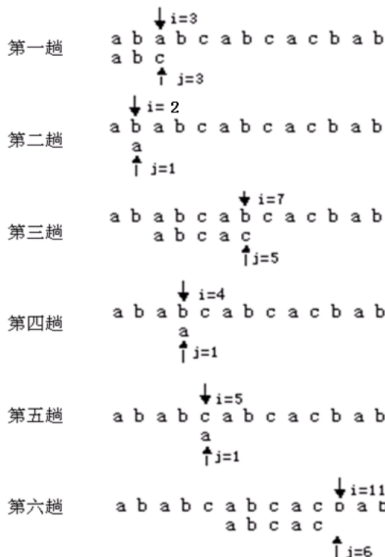 i=3
第一趟
a b a b c a b c a c b a b
a b c
j=3
i= 2
第二趟
a b a b c a b c a c b a b
a
j=1
i=7
第三趟
a b a b c a b c a c b a b
a b c a c
j=5
i=4
第四趟
a b a b c a b c a c b a b
a
j=1
i=5
第五趟
a b a b c a b c a c b a b
a
j=1
i=11
第六趟
a b a b c a b c a c b a b
a b c a c
j=6